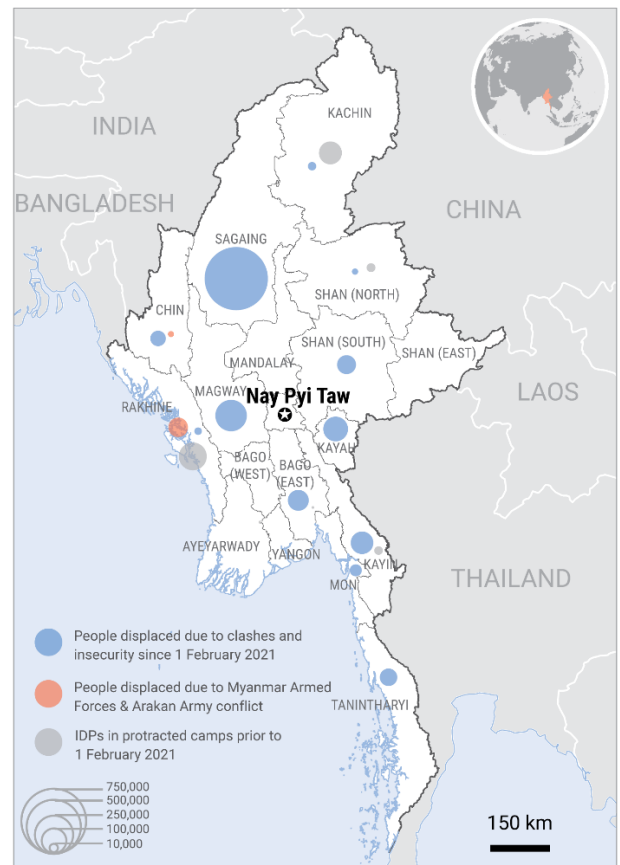 KACHIN
INDIA
BANGLADESH
CHINA
SAGAING
SHAN (NORTH)
CHIN
SHAN (SOUTH)
SHAN (EAST)
MANDALAY
LAOS
MAGWAY
Nay Pyi Taw
RAKHINE
KAYAH
BAGO
(WEST)
BAGO
(EAST)
AYEYARWADY
YANGON
KAYIN
MON
THAILAND
TANINTHARYI
People displaced due to clashes and
insecurity since 1 February 2021
People displaced due to Myanmar Armed
Forces & Arakan Army conflict
IDPs in protracted camps prior to
1 February 2021
750,000
500,000
250,000
100,000
10,000
150 km